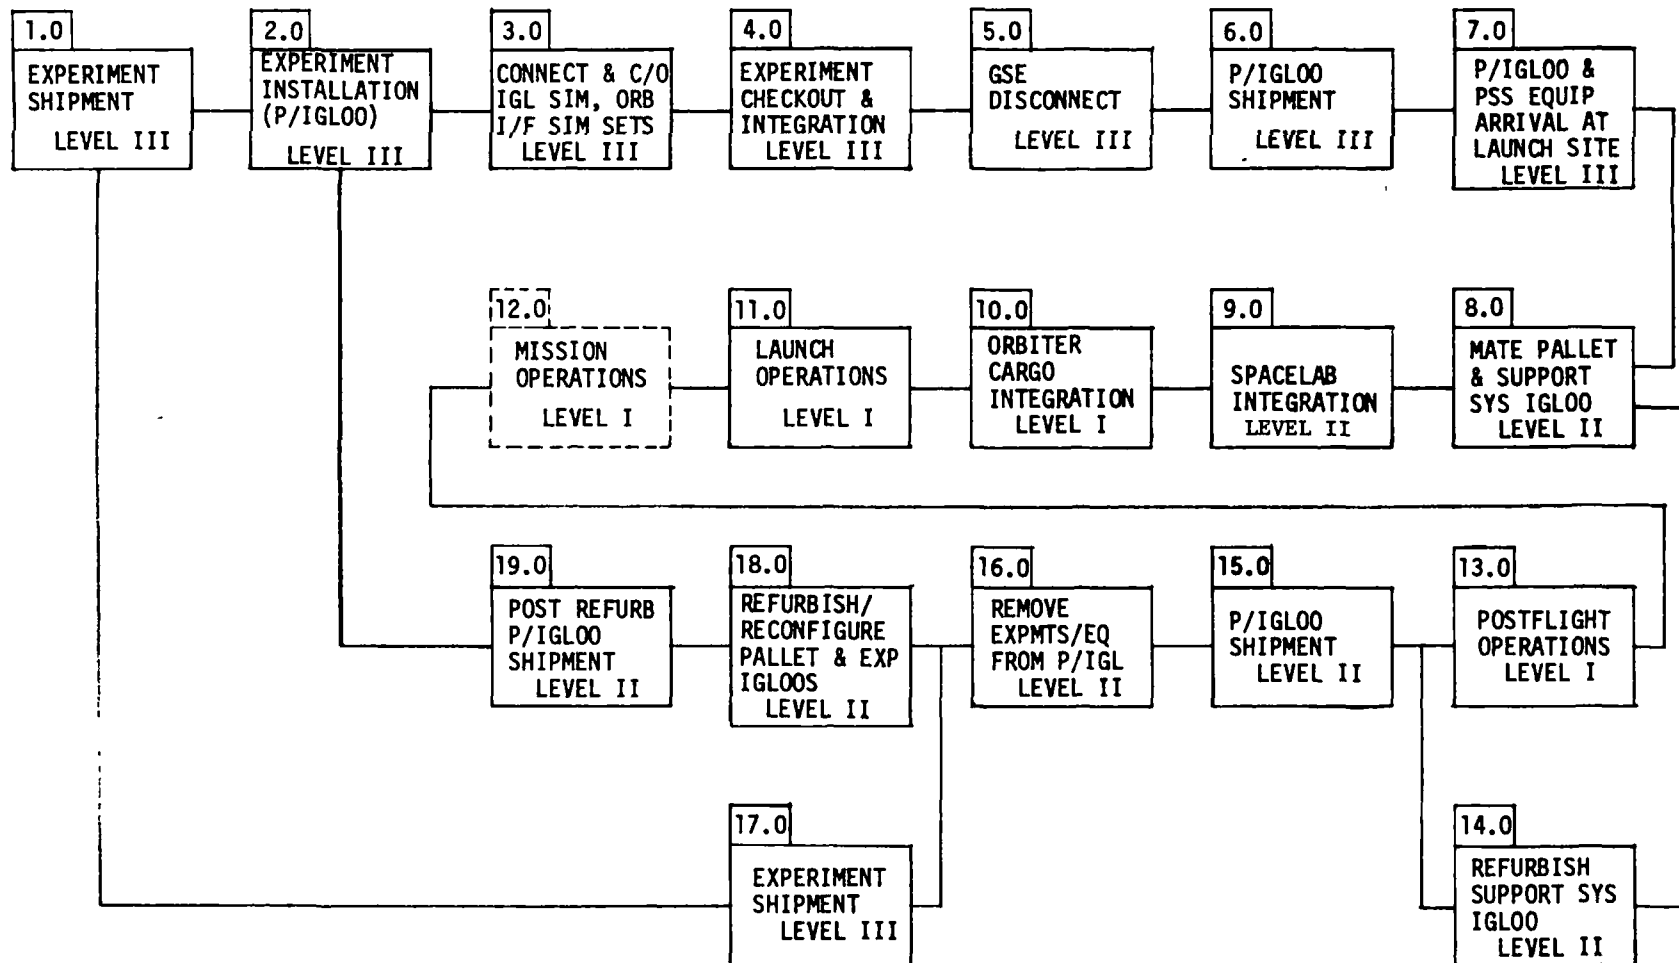 1.0
EXPERIMENT
SHIPMENT
LEVEL III
2.0
EXPERIMENT
INSTALLATION
(P/IGLOO)
LEVEL III
3.0
CONNECT & C/O
IGL SIM, ORB
I/F SIM SETS
LEVEL III
4.0
EXPERIMENT
CHECKOUT &
INTEGRATION
LEVEL III
5.0
GSE
DISCONNECT
LEVEL III
6.0
P/IGLOO
SHIPMENT
LEVEL III
7.0
P/IGLOO &
PSS EQUIP
ARRIVAL AT
LAUNCH SITE
LEVEL III
12.0
MISSION
OPERATIONS
LEVEL I
11.0
LAUNCH
OPERATIONS
LEVEL I
10.0
ORBITER
CARGO
INTEGRATION
LEVEL I
9.0
SPACELAB
INTEGRATION
LEVEL II
8.0
MATE PALLET
& SUPPORT
SYS IGLOO
LEVEL II
19.0
POST REFURB
P/IGLOO
SHIPMENT
LEVEL II
18.0
REFURBISH/
RECONFIGURE
PALLET & EXP
IGLOOS
LEVEL II
16.0
REMOVE
EXPMTS/EQ
FROM P/IGL
LEVEL II
15.0
P/IGLOO
SHIPMENT
LEVEL II
13.0
POSTFLIGHT
OPERATIONS
LEVEL I
17.0
EXPERIMENT
SHIPMENT
LEVEL III
14.0
REFURBISH
SUPPORT SYS
IGLOO
LEVEL II